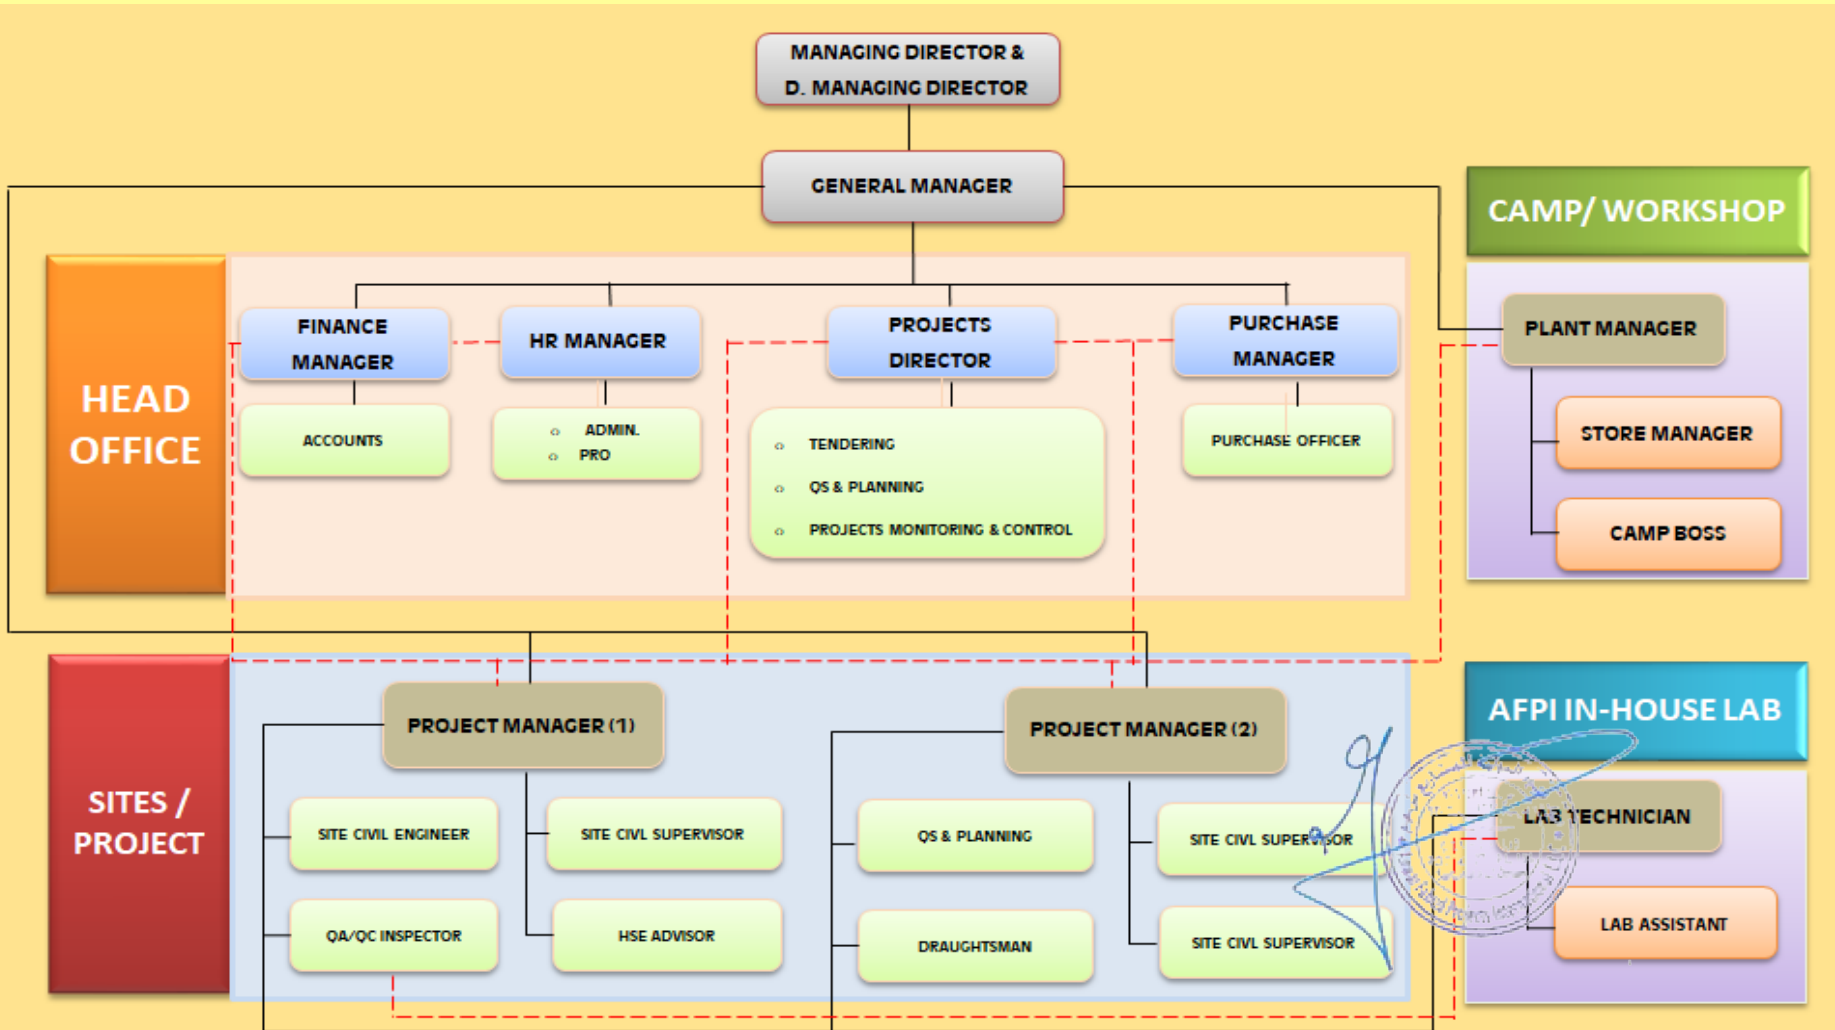 MANAGING DIRECTOR &
D. MANAGING DIRECTOR
GENERAL MANAGER
CAMP/ WORKSHOP
HEAD
OFFICE
FINANCE
MANAGER
HR MANAGER
PROJECTS
DIRECTOR
PURCHASE
MANAGER
PLANT MANAGER
ACCOUNTS
ADMIN.
PRO
TENDERING
QS & PLANNING
PROJECTS MONITORING & CONTROL
PURCHASE OFFICER
STORE MANAGER
CAMP BOSS
SITES /
PROJECT
PROJECT MANAGER (1)
PROJECT MANAGER (2)
AFPI IN-HOUSE LAB
SITE CIVIL ENGINEER
SITE CIVL SUPERVISOR
QS & PLANNING
SITE CIVL SUPERVISOR
LAB TECHNICIAN
QA/QC INSPECTOR
HSE ADVISOR
DRAUGHTSMAN
SITE CIVL SUPERVISOR
LAB ASSISTANT